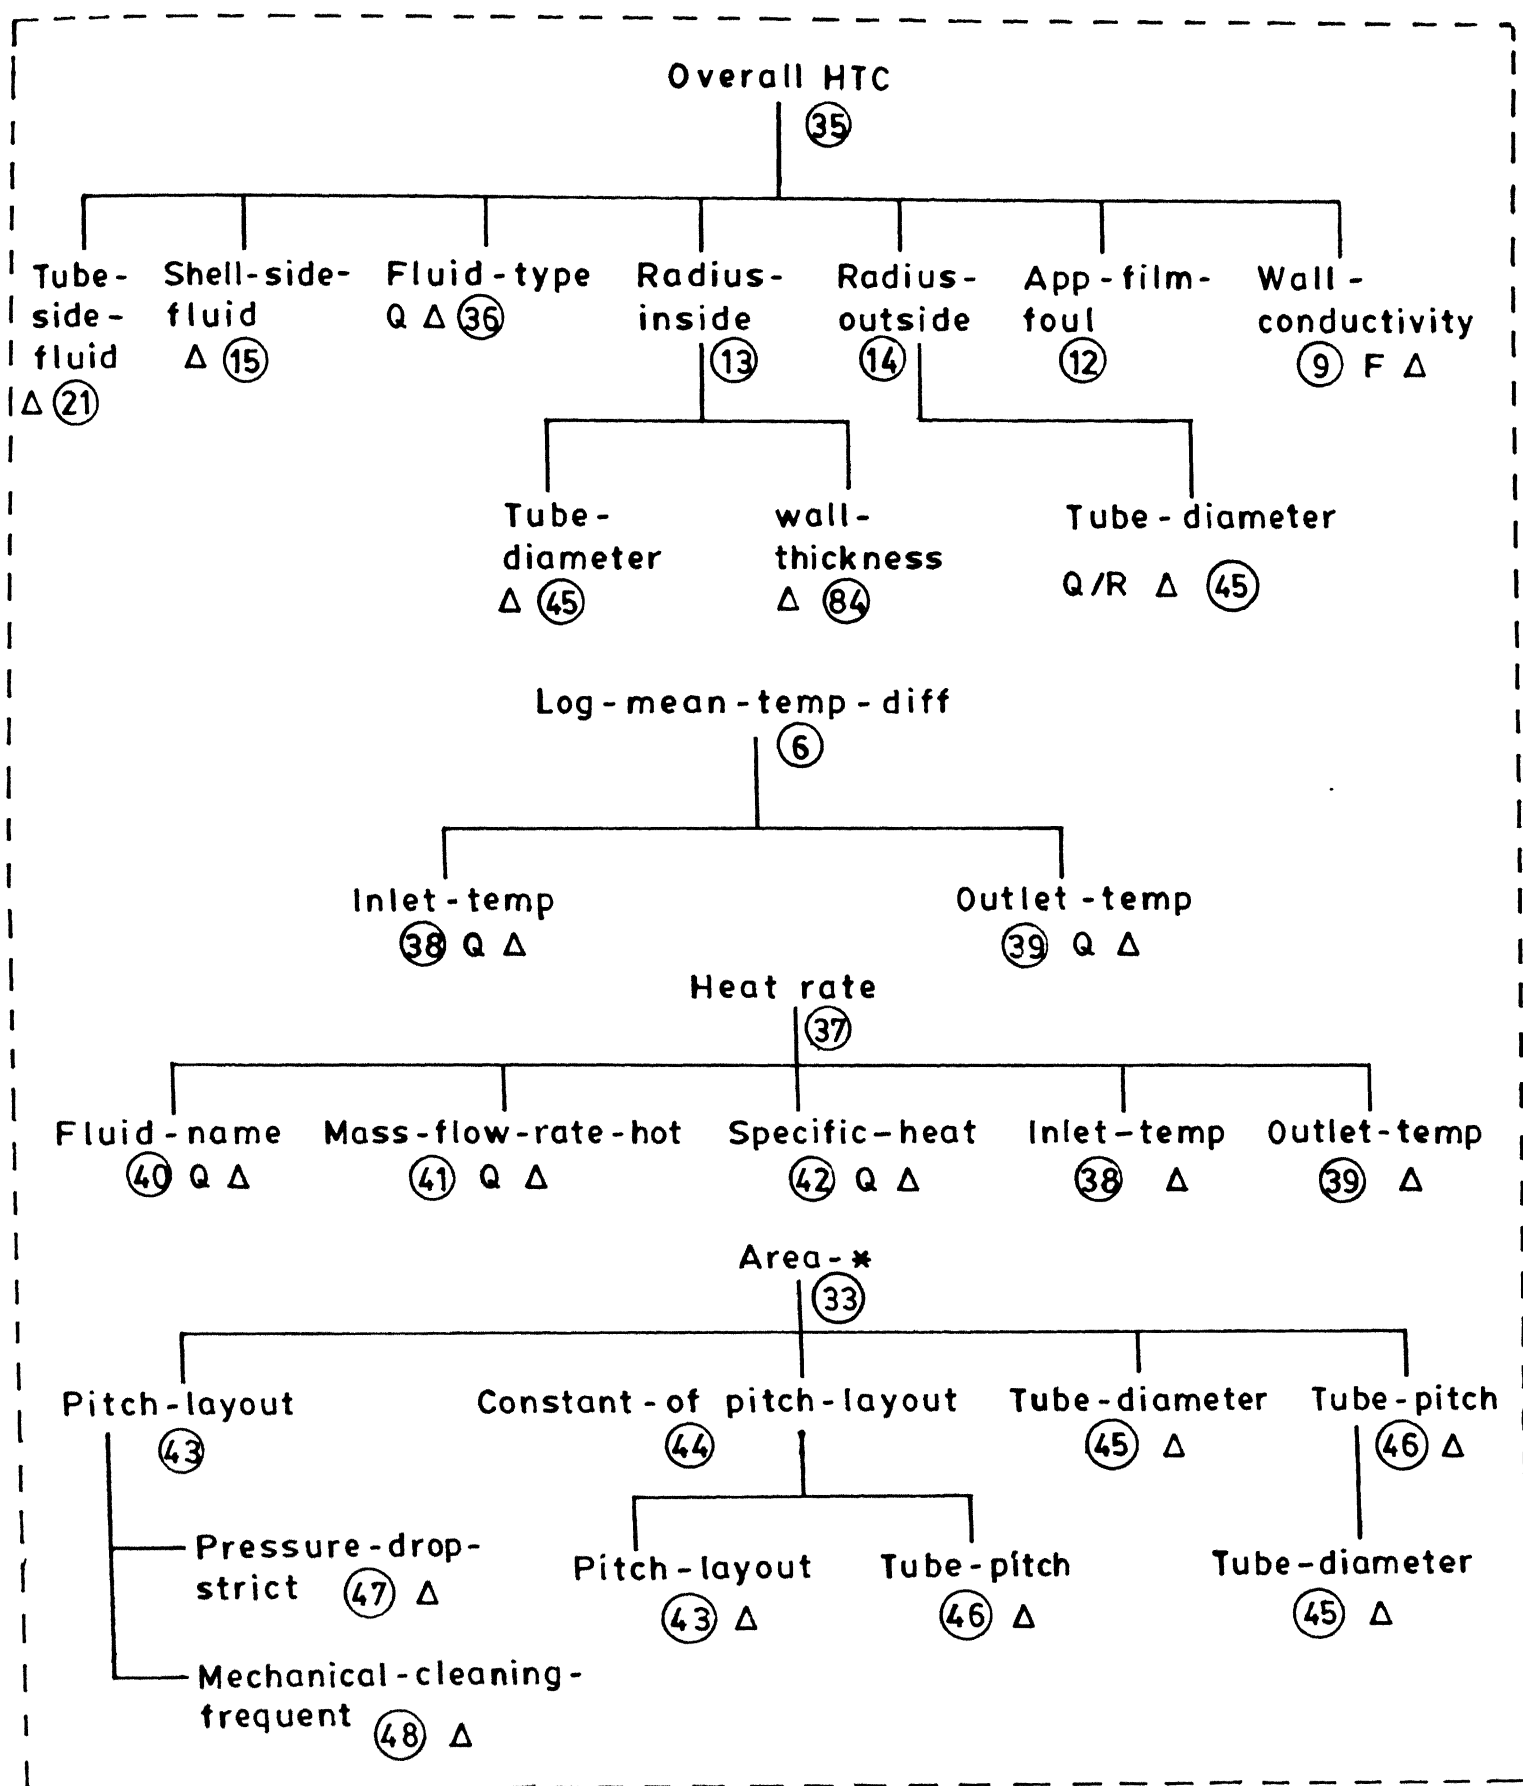 Overall HTC
35
Tube-
side-
fluid
Δ 21
Shell-side-
fluid
Δ 15
Fluid-type
Q Δ 36
Radius-
inside
13
Radius-
outside
14
App-film-
foul
12
Wall-
conductivity
9 F Δ
Tube-
diameter
Δ 45
wall-
thickness
Δ 84
Tube-diameter
Q/R Δ 45
Log-mean-temp-diff
6
Inlet-temp
38 Q Δ
Outlet-temp
39 Q Δ
Heat rate
37
Fluid-name
40 Q Δ
Mass-flow-rate-hot
41 Q Δ
Specific-heat
42 Q Δ
Inlet-temp
38 Δ
Outlet-temp
39 Δ
Area-*
33
Pitch-layout
43
Constant-of pitch-layout
44
Tube-diameter
45 Δ
Tube-pitch
46 Δ
Pressure-drop-
strict 47 Δ
Mechanical-cleaning-
frequent 48 Δ
Pitch-layout
43 Δ
Tube-pitch
46 Δ
Tube-diameter
45 Δ